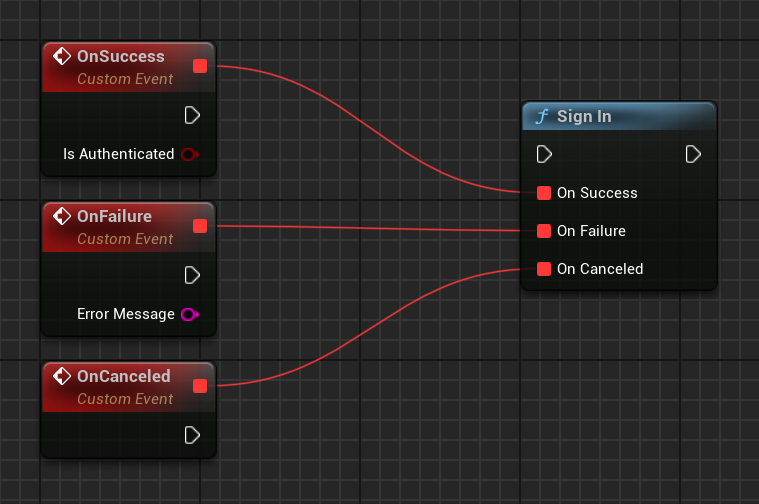 OnSuccess
Custom Event
Is Authenticated
OnFailure
Custom Event
Error Message
OnCanceled
Custom Event
f Sign In
On Success
On Failure
On Canceled